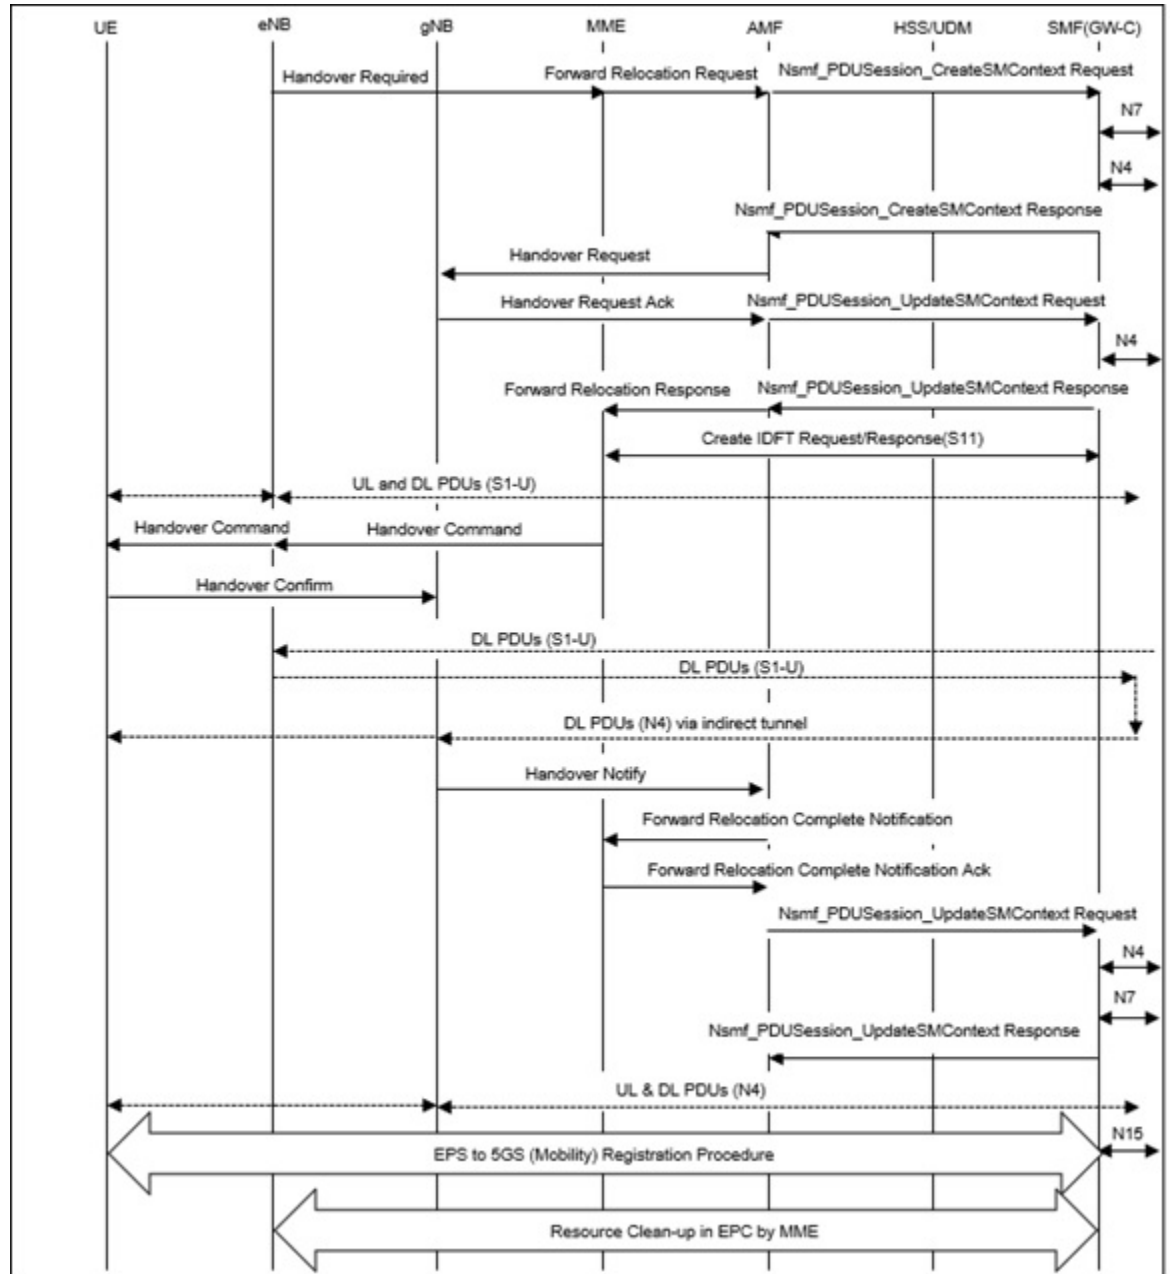 UE eNB gNB MME AMF HSS/UDM SMF(GW-C)
Handover Required Forward Relocation Request Nsmf_PDUSession_CreateSMContext Request
N7
N4
Nsmf_PDUSession_CreateSMContext Response
Handover Request
Handover Request Ack Nsmf_PDUSession_UpdateSMContext Request
N4
Forward Relocation Response Nsmf_PDUSession_UpdateSMContext Response
Create IDFT Request/Response(S11)
UL and DL PDUs (S1-U)
Handover Command Handover Command
Handover Confirm
DL PDUs (S1-U)
DL PDUs (S1-U)
DL PDUs (N4) via indirect tunnel
Handover Notify
Forward Relocation Complete Notification
Forward Relocation Complete Notification Ack
Nsmf_PDUSession_UpdateSMContext Request
N4
N7
Nsmf_PDUSession_UpdateSMContext Response
UL & DL PDUs (N4)
N15
EPS to 5GS (Mobility) Registration Procedure
Resource Clean-up in EPC by MME